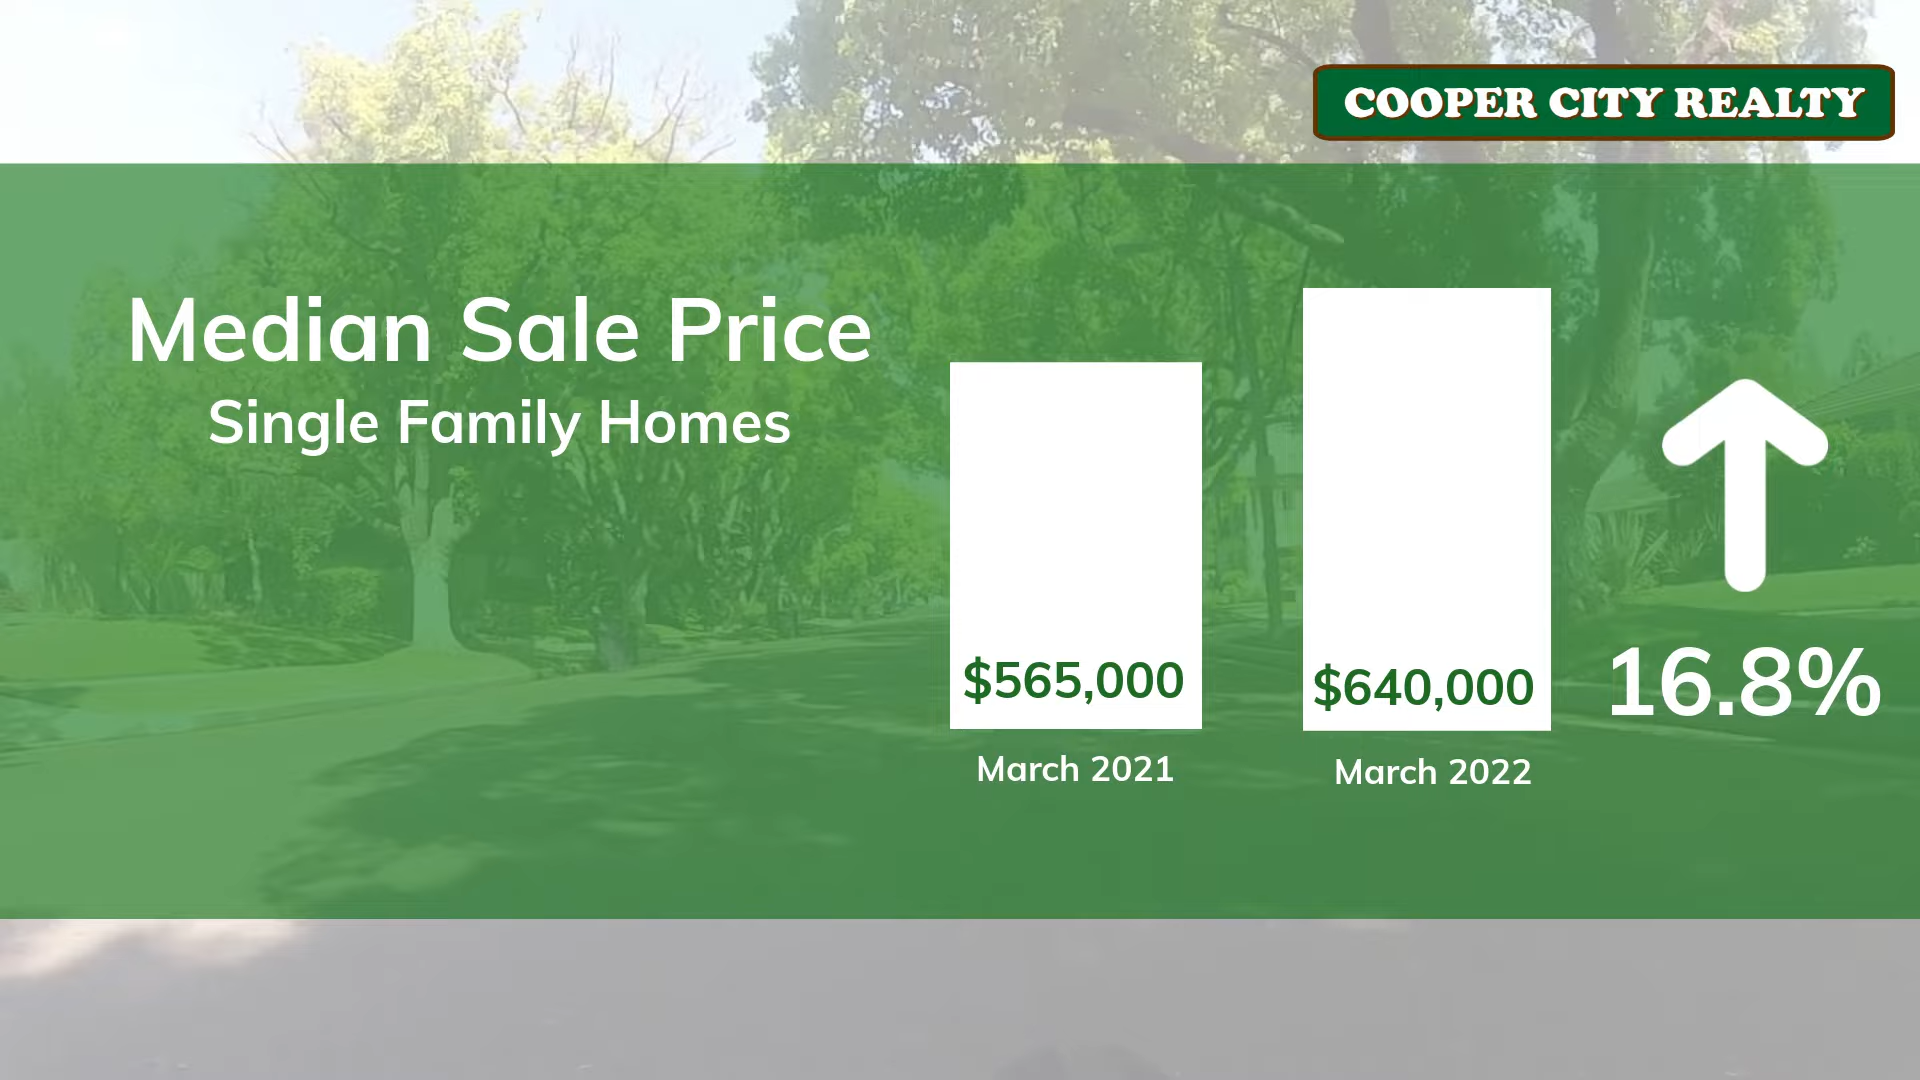 COOPER CITY REALTY
Median Sale Price
Single Family Homes
$565,000
$640,000
16.8%
March 2021
March 2022